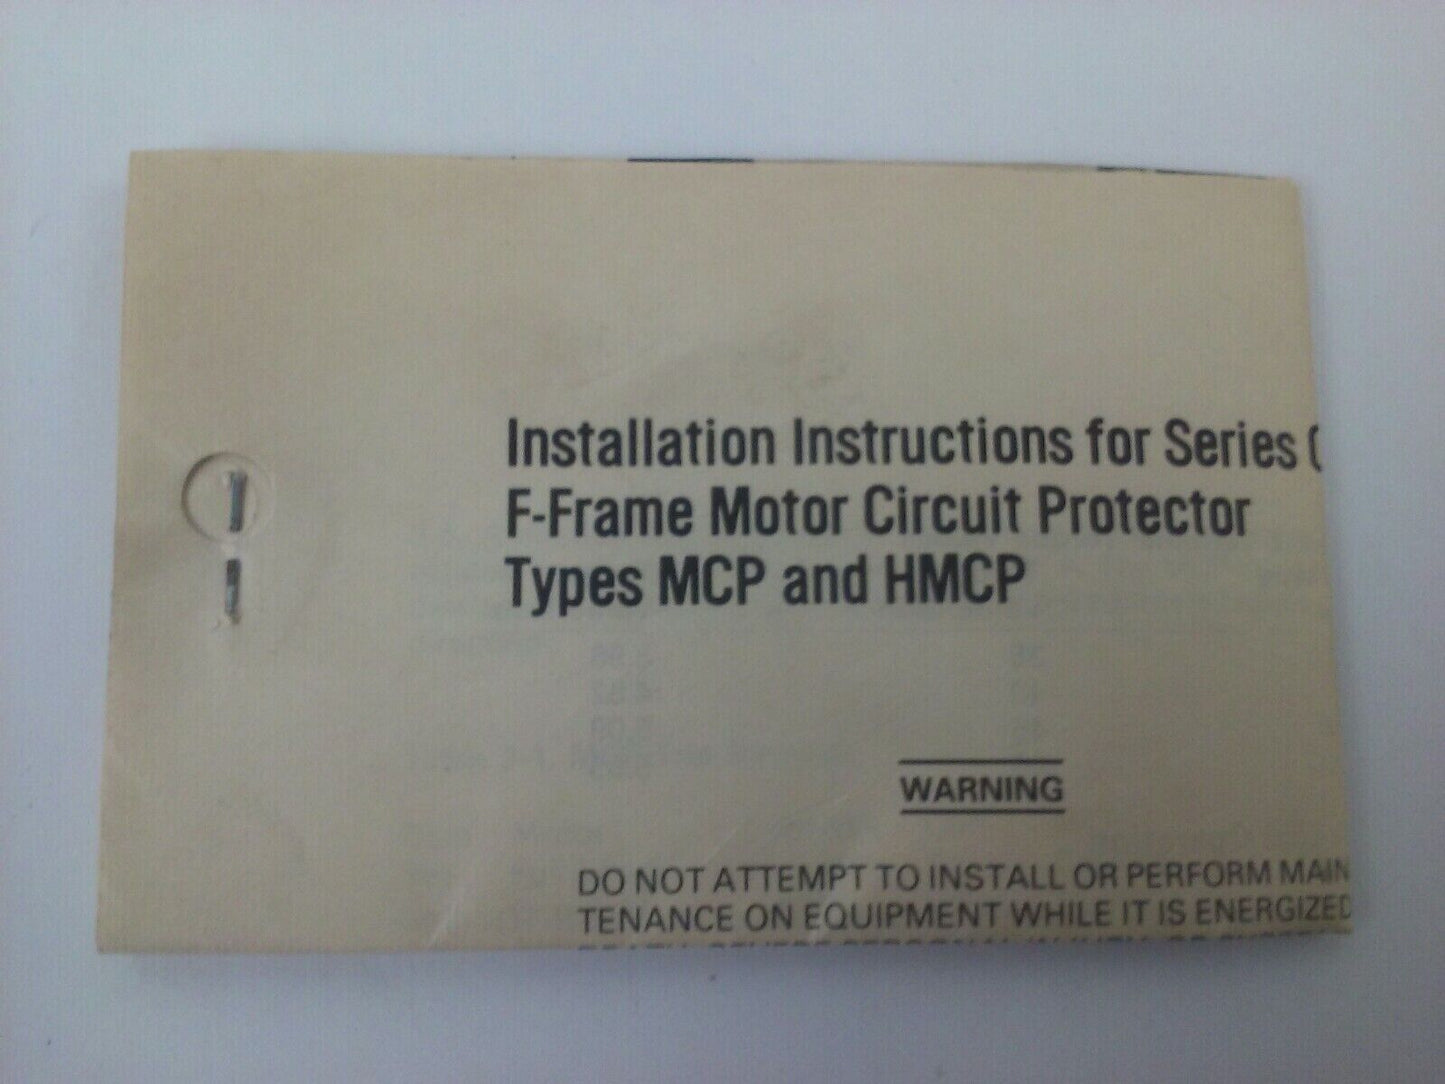 Installation Instructions for Series
F-Frame Motor Circuit Protector
Types MCP and HMCP
WARNING
DO NOT ATTEMPT TO INSTALL OR PERFORM MAIN
TENANCE ON EQUIPMENT WHILE IT IS ENERGIZED